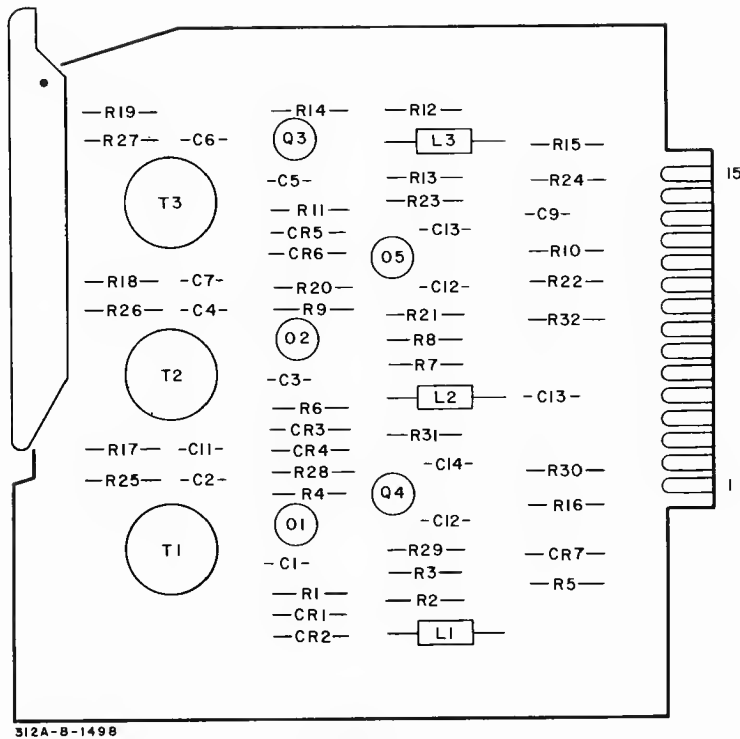 R19 R14 R12
R27 C6 Q3 L3 R15
T3 C5 R13 R24 15
R23
R11 C9
CR5 C13
CR6 O5 R10
R18 C7 R20 C12 R22
R26 C4 R9 R21 R32
O2 R8
T2 C3 R7
R6 L2 C13
CR3 R31
R17 C11 CR4 C14
R25 C2 R28 R30
R4 Q4 1
T1 O1 C12 R16
C1 R29 CR7
R3 R5
R1 R2
CR1
CR2 L1
312A-8-1498